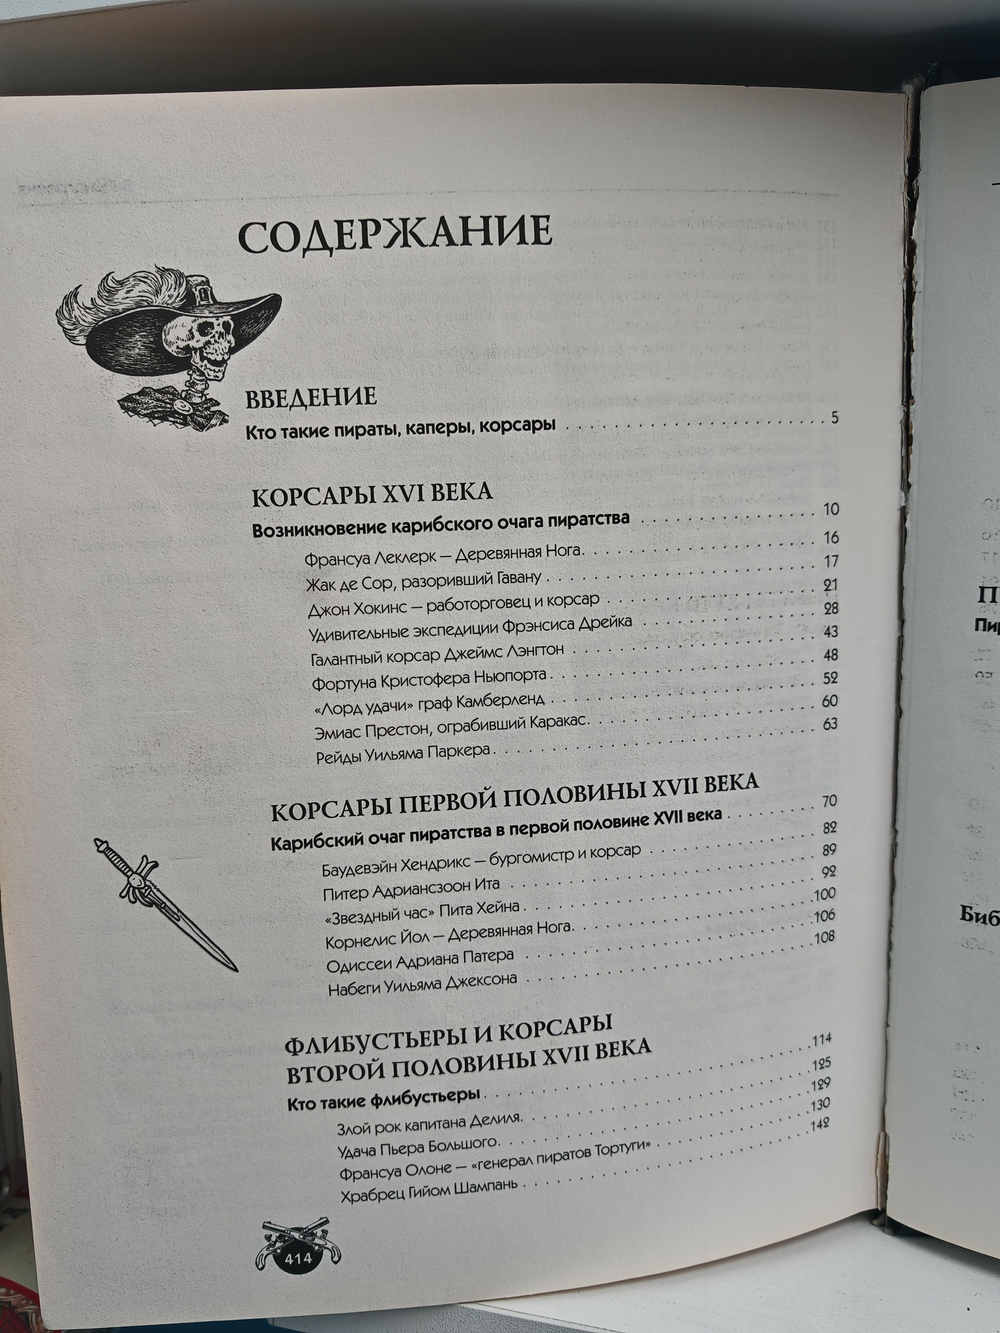 СОДЕРЖАНИЕ
ВВЕДЕНИЕ
Кто такие пираты, каперы, корсары . . . . . . . . . . . . . . . . . . . . . . . 5
КОРСАРЫ XVI ВЕКА
Возникновение карибского очага пиратства . . . . . . . . . . . . . . . . 10
Франсуа Леклерк — Деревянная Нога. . . . . . . . . . . . . . . . . . . . 16
Жак де Сор, разоривший Гавану . . . . . . . . . . . . . . . . . . . . . . . 17
Джон Хокинс — работорговец и корсар . . . . . . . . . . . . . . . . . . 21
Удивительные экспедиции Фрэнсиса Дрейка . . . . . . . . . . . . . . . 28
Галантный корсар Джеймс Лэнгтон . . . . . . . . . . . . . . . . . . . . . 43
Фортуна Кристофера Ньюпорта. . . . . . . . . . . . . . . . . . . . . . . 48
«Лорд удачи» граф Камберленд . . . . . . . . . . . . . . . . . . . . . . . 52
Эмиас Престон, ограбивший Каракас. . . . . . . . . . . . . . . . . . . . 60
Рейды Уильяма Паркера. . . . . . . . . . . . . . . . . . . . . . . . . . . 63
КОРСАРЫ ПЕРВОЙ ПОЛОВИНЫ XVII ВЕКА
Карибский очаг пиратства в первой половине XVII века . . . . . . . . 70
Баудевэйн Хендрикс — бургомистр и корсар . . . . . . . . . . . . . . . 82
Питер Адриансзоон Ита . . . . . . . . . . . . . . . . . . . . . . . . . . 89
«Звездный час» Пита Хейна. . . . . . . . . . . . . . . . . . . . . . . . . 92
Корнелис Йол — Деревянная Нога. . . . . . . . . . . . . . . . . . . . . 100
Одиссеи Адриана Патера . . . . . . . . . . . . . . . . . . . . . . . . . 106
Набеги Уильяма Джексона . . . . . . . . . . . . . . . . . . . . . . . . . 108
ФЛИБУСТЬЕРЫ И КОРСАРЫ
ВТОРОЙ ПОЛОВИНЫ XVII ВЕКА
Кто такие флибустьеры . . . . . . . . . . . . . . . . . . . . . . . . . . . 114
Злой рок капитана Делиля. . . . . . . . . . . . . . . . . . . . . . . . . 125
Удача Пьера Большого. . . . . . . . . . . . . . . . . . . . . . . . . . . 129
Франсуа Олоне — «генерал пиратов Тортуги» . . . . . . . . . . . . . . 130
Храбрец Гийом Шампань . . . . . . . . . . . . . . . . . . . . . . . . . . 142
414